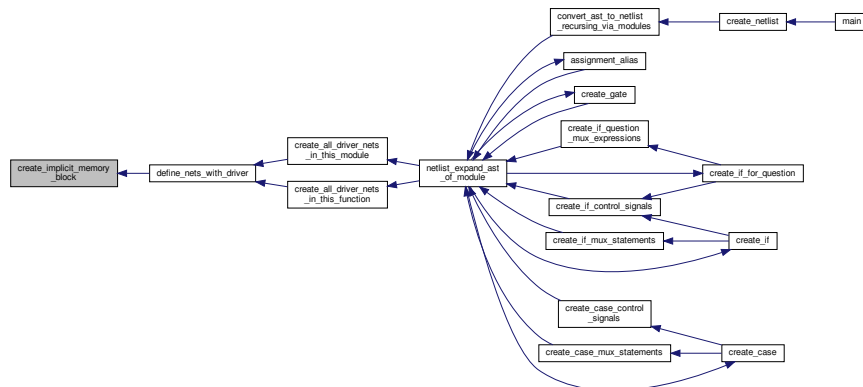 convert_ast_to_netlist
_recursing_via_modules
create_netlist
main
assignment_alias
create_gate
create_if_question
_mux_expressions
create_all_driver_nets
_in_this_module
create_implicit_memory
_block
define_nets_with_driver
netlist_expand_ast
_of_module
create_if_for_question
create_all_driver_nets
_in_this_function
create_if_control_signals
create_if_mux_statements
create_if
create_case_control
_signals
create_case_mux_statements
create_case